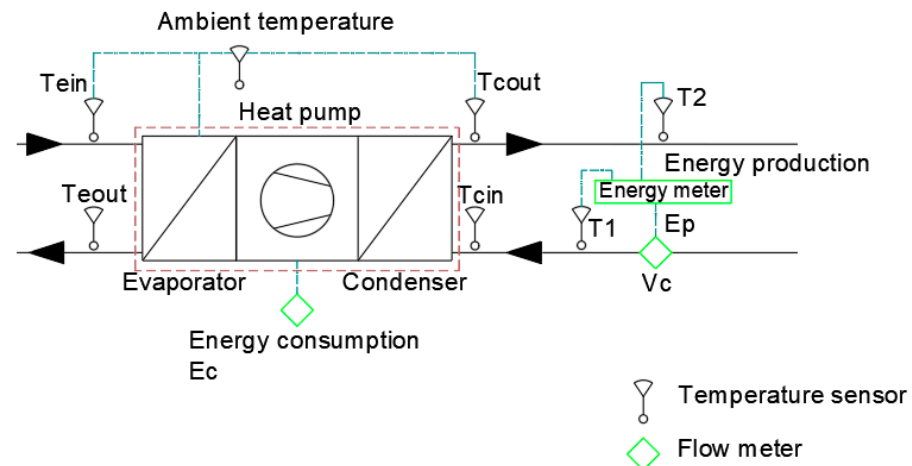 Ambient temperature
Tein
Tcout
T2
Heat pump
Energy production
Teout
Tcin
Energy meter
T1
Ep
Evaporator
Condenser
Vc
Energy consumption
Ec
Temperature sensor
Flow meter